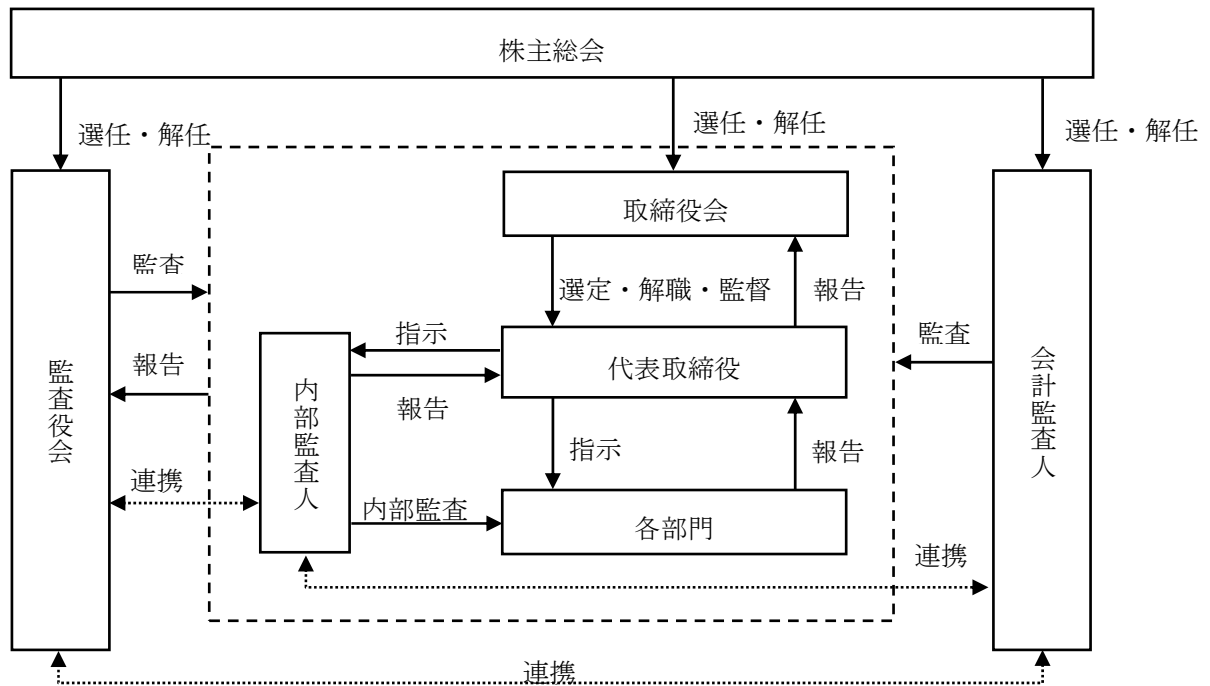 株主総会
選任・解任
選任・解任
選任・解任
取締役会
監査
選定・解職・監督
報告
指示
監査
代表取締役
報告
監査役会
内部監査人
会計監査人
報告
指示
報告
連携
内部監査
各部門
連携
連携